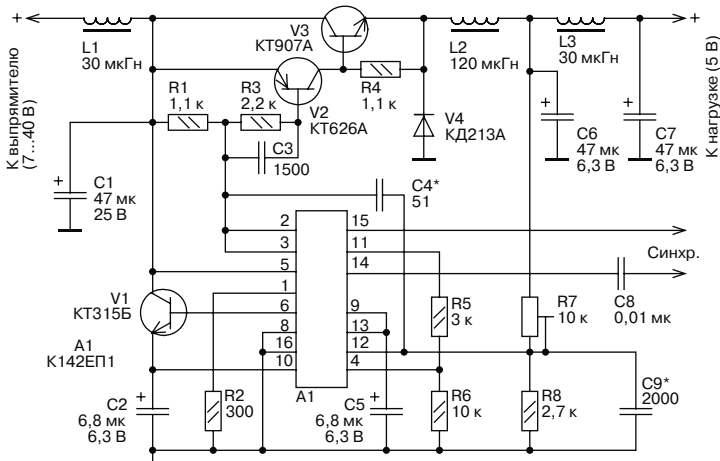 +
L1
30 мкГн
V3
КТ907А
L2
120 мкГн
L3
30 мкГн
+
К выпрямителю
(7...40 В)
R1
1,1 к
R3
2,2 к
V2
КТ626А
R4
1,1 к
V4
КД213А
+
C6
47 мк
6,3 В
+
C7
47 мк
6,3 В
К нагрузке (5 В)
C3
1500
+
C1
47 мк
25 В
C4*
51
2
3
5
1
6
8
16
10
15
11
14
9
13
12
4
A1
Синхр.
C8
0,01 мк
V1
КТ315Б
A1
К142ЕП1
R5
3 к
R7
10 к
+
C2
6,8 мк
6,3 В
R2
300
+
C5
6,8 мк
6,3 В
R6
10 к
R8
2,7 к
C9*
2000